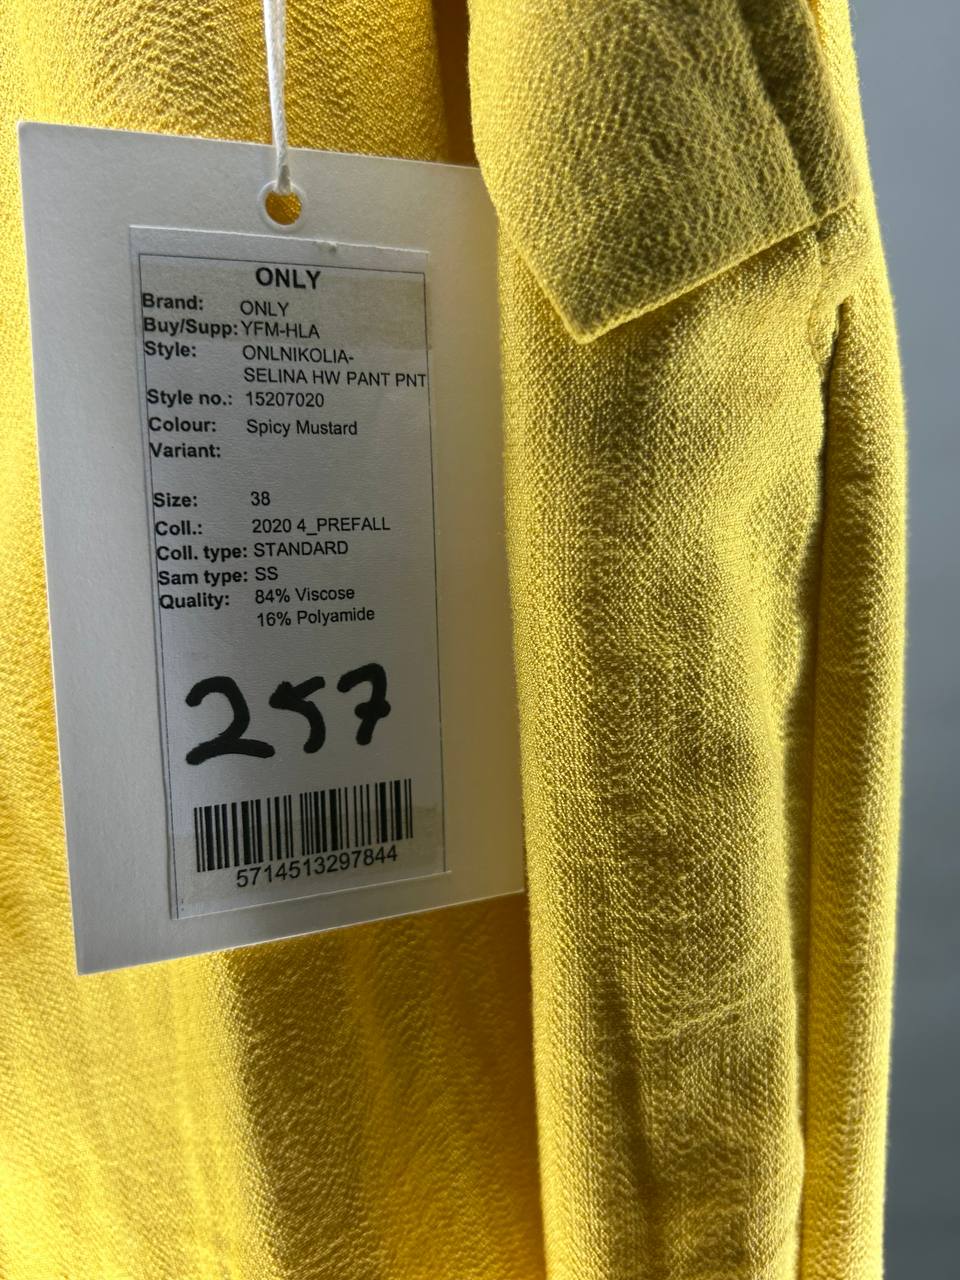 ONLY
Brand: ONLY
Buy/Supp: YFM-HLA
Style: ONLNIKOLIA-
SELINA HW PANT PNT
Style no.: 15207020
Colour: Spicy Mustard
Variant:
Size: 38
Coll.: 2020 4_PREFALL
Coll. type: STANDARD
Sam type: SS
Quality: 84% Viscose
16% Polyamide
257
5714513297844